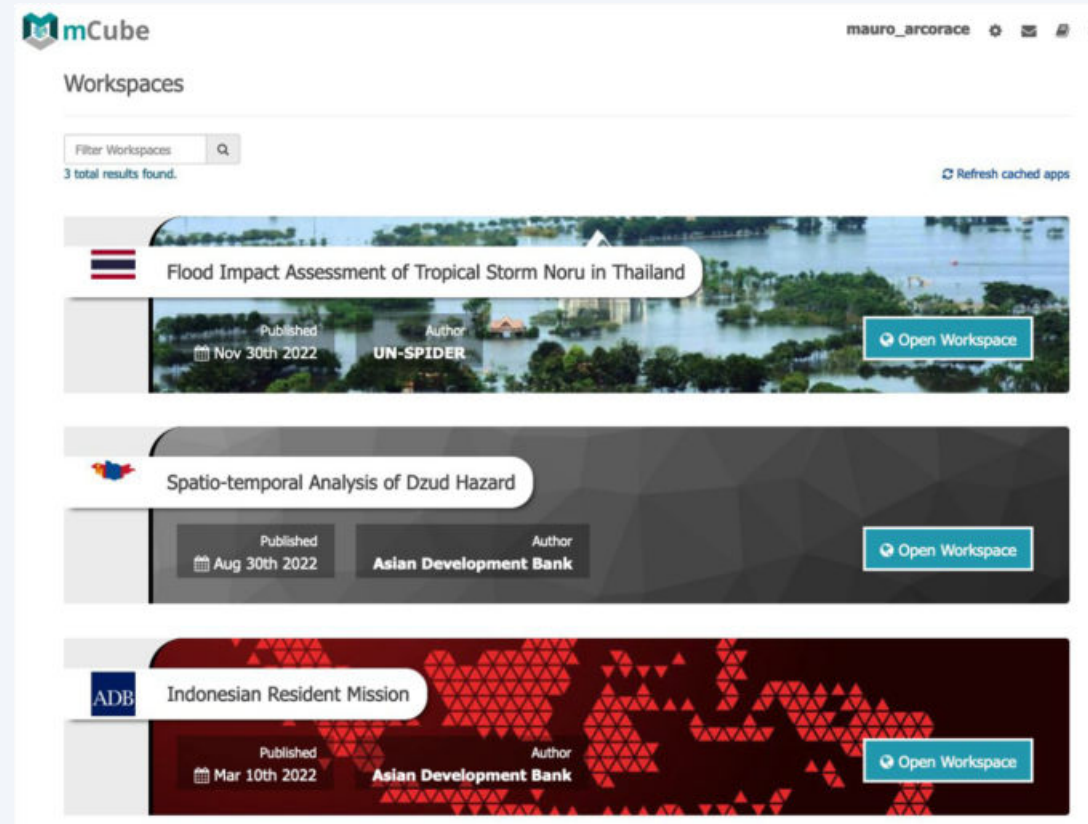 mCube
mauro_arcorace
Workspaces
Filter Workspaces
3 total results found.
Refresh cached apps
Flood Impact Assessment of Tropical Storm Noru in Thailand
Published
Nov 30th 2022
Author
UN-SPIDER
Open Workspace
Spatio-temporal Analysis of Dzud Hazard
Published
Aug 30th 2022
Author
Asian Development Bank
Open Workspace
ADB
Indonesian Resident Mission
Published
Mar 10th 2022
Author
Asian Development Bank
Open Workspace